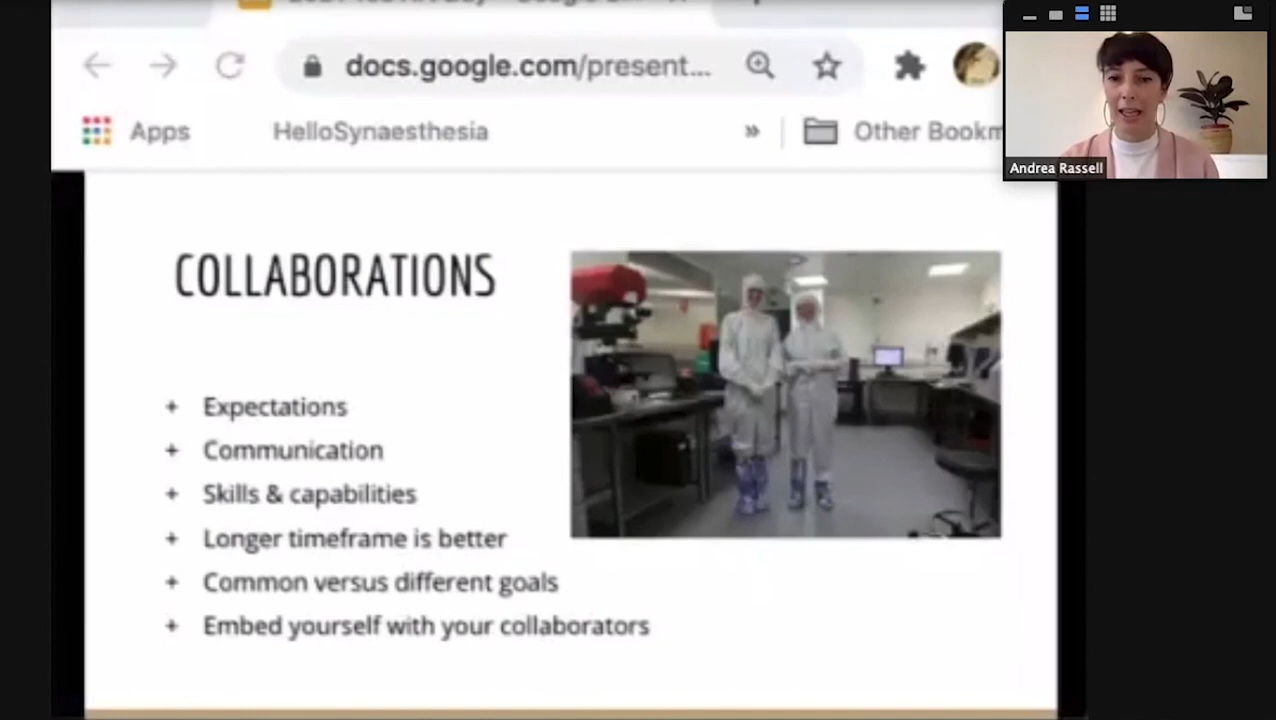 docs.google.com/present...
Apps
HelloSynaesthesia
»
Other Bookm
Andrea Rassell
COLLABORATIONS
+ Expectations
+ Communication
+ Skills & capabilities
+ Longer timeframe is better
+ Common versus different goals
+ Embed yourself with your collaborators